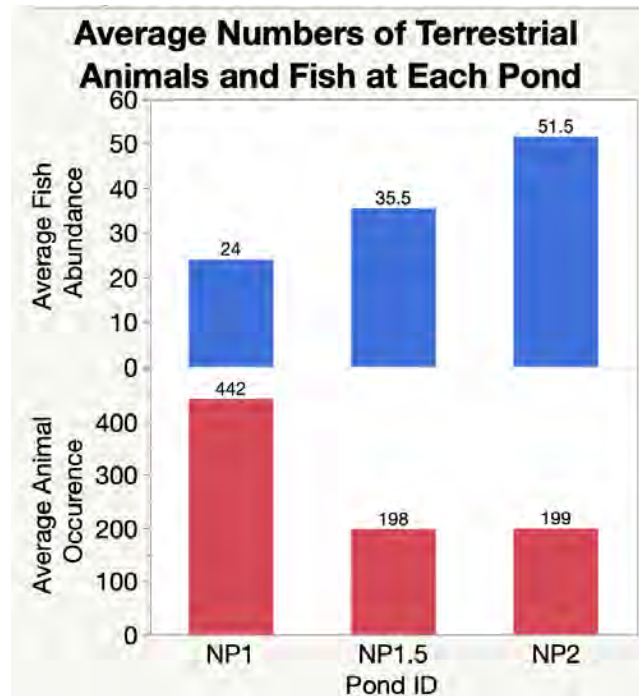 Average Numbers of Terrestrial
Animals and Fish at Each Pond
Average Fish
Abundance
60
50
40
30
20
10
0
24
35.5
51.5
Average Animal
Occurence
400
300
200
100
0
442
198
199
NP1 NP1.5 NP2
Pond ID